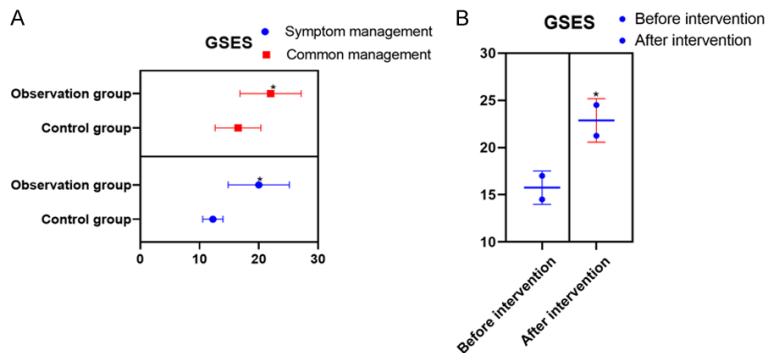 A
GSES
Symptom management
Common management
*
Observation group
Control group
*
Observation group
Control group
0 10 20 30
B
GSES
Before intervention
After intervention
30
25
*
20
15
10
Before intervention
After intervention